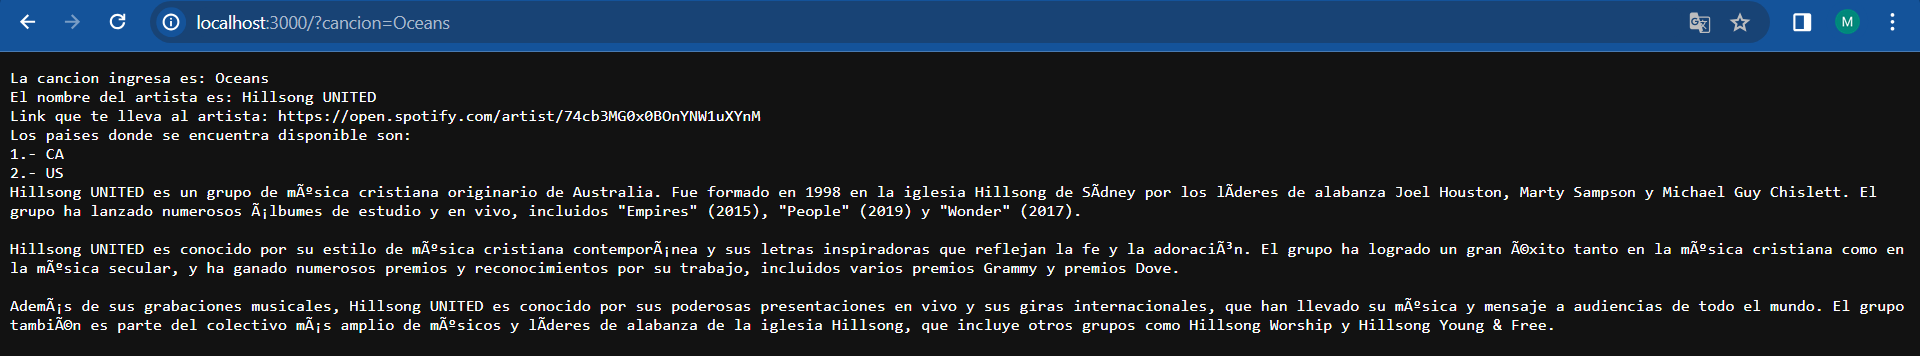 localhost:3000/?cancion=Oceans
M
La cancion ingresa es: Oceans
El nombre del artista es: Hillsong UNITED
Link que te lleva al artista: https://open.spotify.com/artist/74cb3MG0x0BOnYNW1uXYnM
Los paises donde se encuentra disponible son:
1.- CA
2.- US
Hillsong UNITED es un grupo de mÃºsica cristiana originario de Australia. Fue formado en 1998 en la iglesia Hillsong de SÃdney por los lÃderes de alabanza Joel Houston, Marty Sampson y Michael Guy Chislett. El
grupo ha lanzado numerosos Ã¡lbumes de estudio y en vivo, incluidos "Empires" (2015), "People" (2019) y "Wonder" (2017).
Hillsong UNITED es conocido por su estilo de mÃºsica cristiana contemporÃ¡nea y sus letras inspiradoras que reflejan la fe y la adoraciÃ³n. El grupo ha logrado un gran Ã©xito tanto en la mÃºsica cristiana como en
la mÃºsica secular, y ha ganado numerosos premios y reconocimientos por su trabajo, incluidos varios premios Grammy y premios Dove.
AdemÃ¡s de sus grabaciones musicales, Hillsong UNITED es conocido por sus poderosas presentaciones en vivo y sus giras internacionales, que han llevado su mÃºsica y mensaje a audiencias de todo el mundo. El grupo
tambiÃ©n es parte del colectivo mÃ¡s amplio de mÃºsicos y lÃderes de alabanza de la iglesia Hillsong, que incluye otros grupos como Hillsong Worship y Hillsong Young & Free.